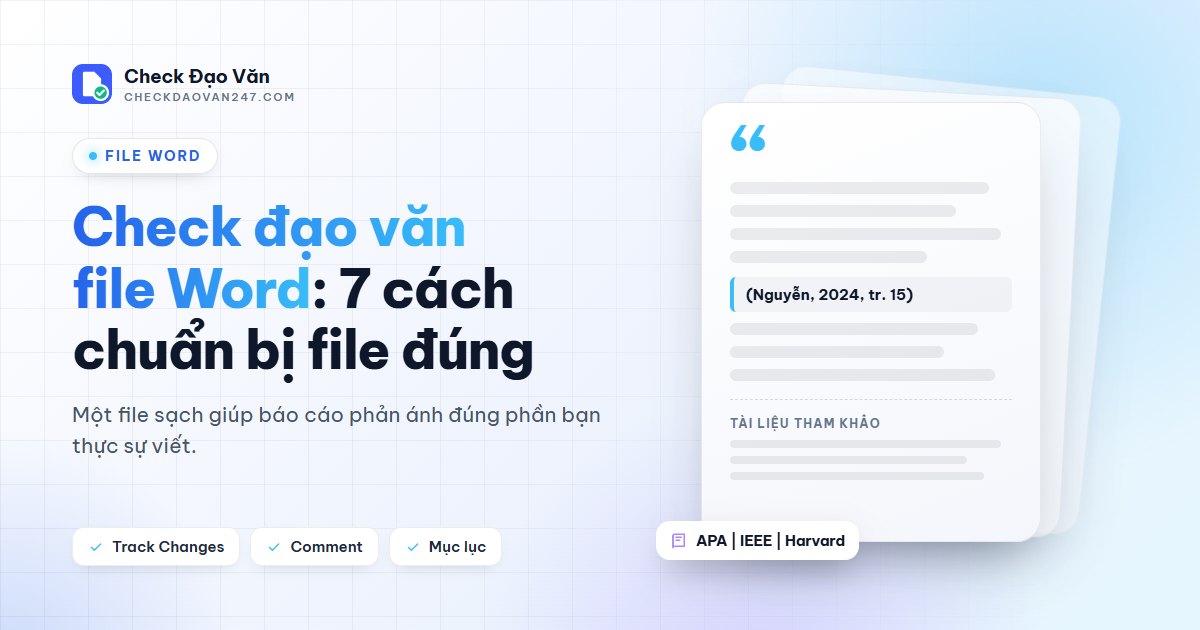 Check Đạo Văn
CHECKDAOVAN247.COM
FILE WORD
Check đạo văn
file Word: 7 cách
chuẩn bị file đúng
Một file sạch giúp báo cáo phản ánh đúng phần bạn
thực sự viết.
Track Changes
Comment
Mục lục
“
(Nguyễn, 2024, tr. 15)
TÀI LIỆU THAM KHẢO
APA | IEEE | Harvard